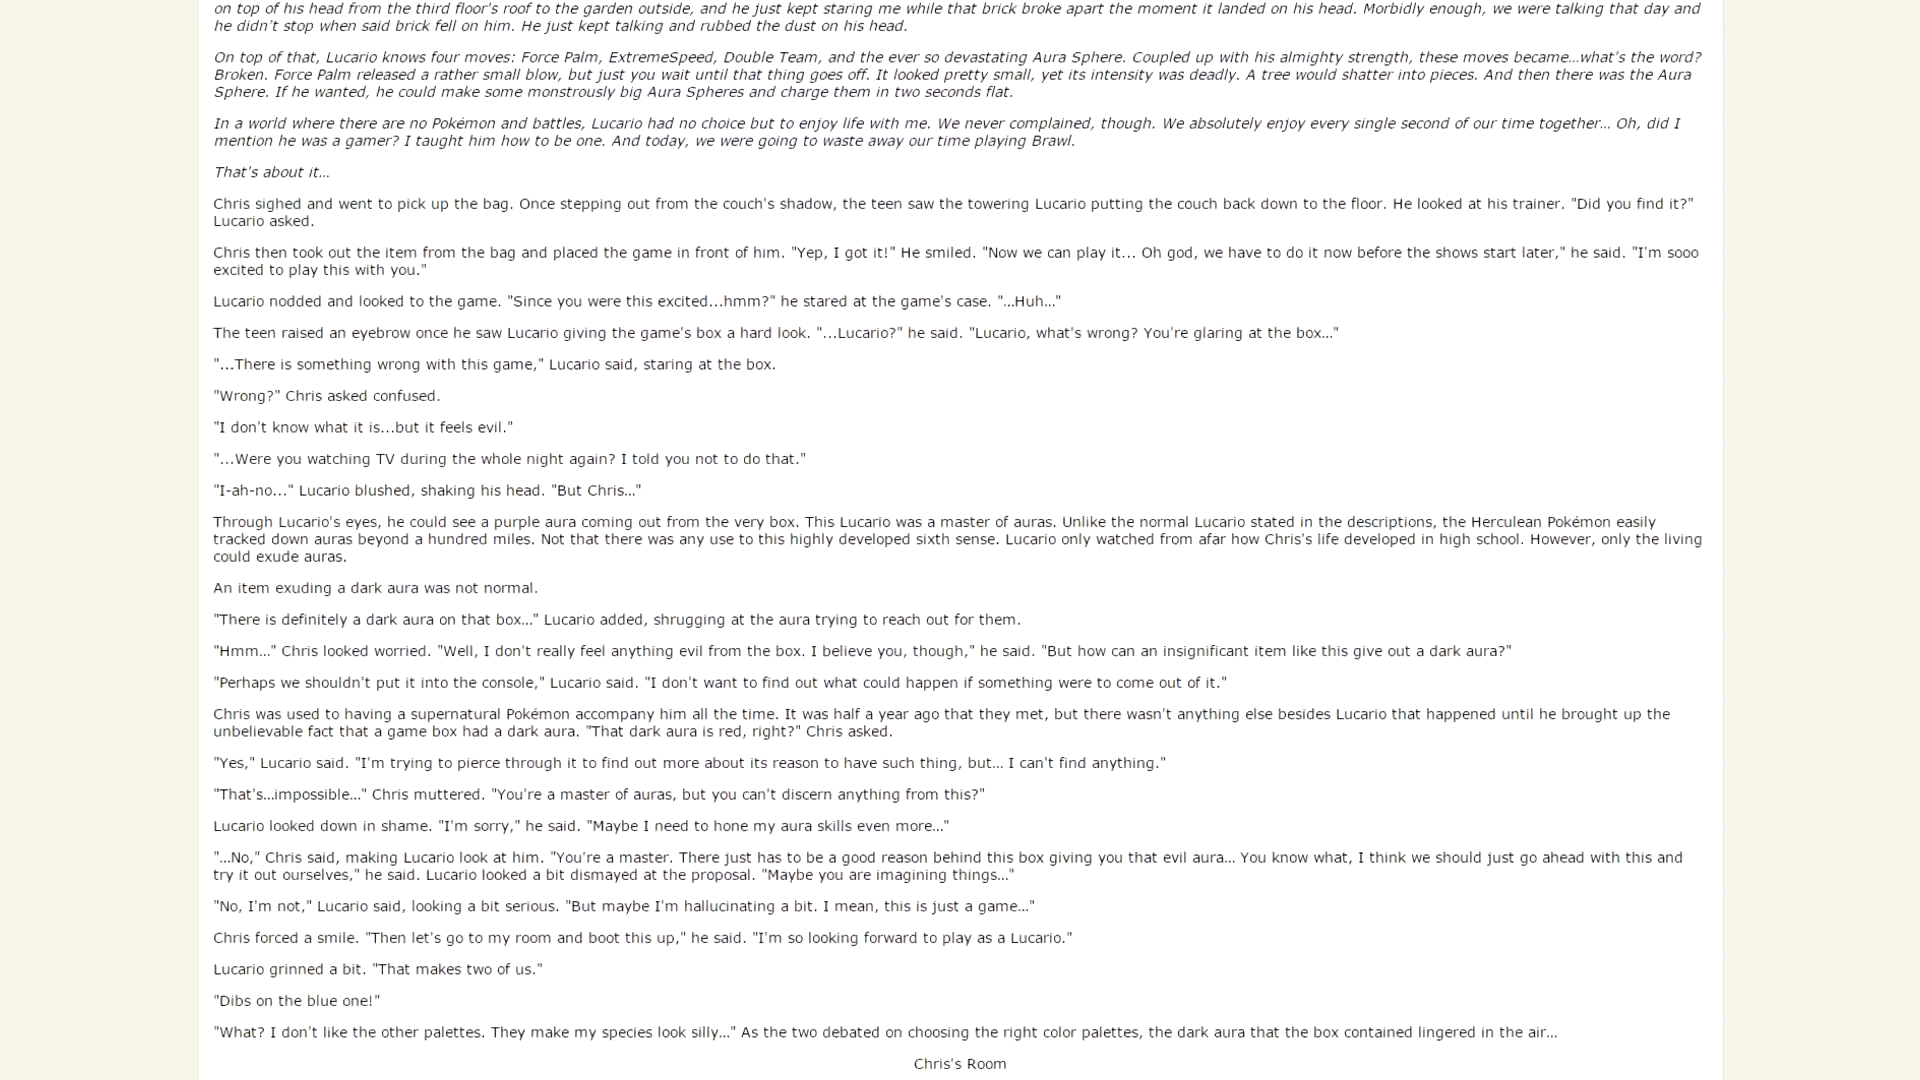 on top of his head from the third floor's roof to the garden outside, and he just kept staring me while that brick broke apart the moment it landed on his head. Morbidly enough, we were talking that day and
he didn't stop when said brick fell on him. He just kept talking and rubbed the dust on his head.
On top of that, Lucario knows four moves: Force Palm, ExtremeSpeed, Double Team, and the ever so devastating Aura Sphere. Coupled up with his almighty strength, these moves became…what's the word?
Broken. Force Palm released a rather small blow, but just you wait until that thing goes off. It looked pretty small, yet its intensity was deadly. A tree would shatter into pieces. And then there was the Aura
Sphere. If he wanted, he could make some monstrously big Aura Spheres and charge them in two seconds flat.
In a world where there are no Pokémon and battles, Lucario had no choice but to enjoy life with me. We never complained, though. We absolutely enjoy every single second of our time together… Oh, did I
mention he was a gamer? I taught him how to be one. And today, we were going to waste away our time playing Brawl.
That's about it…
Chris sighed and went to pick up the bag. Once stepping out from the couch's shadow, the teen saw the towering Lucario putting the couch back down to the floor. He looked at his trainer. "Did you find it?"
Lucario asked.
Chris then took out the item from the bag and placed the game in front of him. "Yep, I got it!" He smiled. "Now we can play it… Oh god, we have to do it now before the shows start later," he said. "I'm sooo
excited to play this with you."
Lucario nodded and looked to the game. "Since you were this excited…hmm?" he stared at the game's case. "…Huh…"
The teen raised an eyebrow once he saw Lucario giving the game's box a hard look. "…Lucario?" he said. "Lucario, what's wrong? You're glaring at the box…"
"…There is something wrong with this game," Lucario said, staring at the box.
"Wrong?" Chris asked confused.
"I don't know what it is…but it feels evil."
"…Were you watching TV during the whole night again? I told you not to do that."
"I-ah-no…" Lucario blushed, shaking his head. "But Chris…"
Through Lucario's eyes, he could see a purple aura coming out from the very box. This Lucario was a master of auras. Unlike the normal Lucario stated in the descriptions, the Herculean Pokémon easily
tracked down auras beyond a hundred miles. Not that there was any use to this highly developed sixth sense. Lucario only watched from afar how Chris's life developed in high school. However, only the living
could exude auras.
An item exuding a dark aura was not normal.
"There is definitely a dark aura on that box…" Lucario added, shrugging at the aura trying to reach out for them.
"Hmm…" Chris looked worried. "Well, I don't really feel anything evil from the box. I believe you, though," he said. "But how can an insignificant item like this give out a dark aura?"
"Perhaps we shouldn't put it into the console," Lucario said. "I don't want to find out what could happen if something were to come out of it."
Chris was used to having a supernatural Pokémon accompany him all the time. It was half a year ago that they met, but there wasn't anything else besides Lucario that happened until he brought up the
unbelievable fact that a game box had a dark aura. "That dark aura is red, right?" Chris asked.
"Yes," Lucario said. "I'm trying to pierce through it to find out more about its reason to have such thing, but… I can't find anything."
"That's…impossible…" Chris muttered. "You're a master of auras, but you can't discern anything from this?"
Lucario looked down in shame. "I'm sorry," he said. "Maybe I need to hone my aura skills even more…"
"…No," Chris said, making Lucario look at him. "You're a master. There just has to be a good reason behind this box giving you that evil aura… You know what, I think we should just go ahead with this and
try it out ourselves," he said. Lucario looked a bit dismayed at the proposal. "Maybe you are imagining things…"
"No, I'm not," Lucario said, looking a bit serious. "But maybe I'm hallucinating a bit. I mean, this is just a game…"
Chris forced a smile. "Then let's go to my room and boot this up," he said. "I'm so looking forward to play as a Lucario."
Lucario grinned a bit. "That makes two of us."
"Dibs on the blue one!"
"What? I don't like the other palettes. They make my species look silly…" As the two debated on choosing the right color palettes, the dark aura that the box contained lingered in the air…
Chris's Room